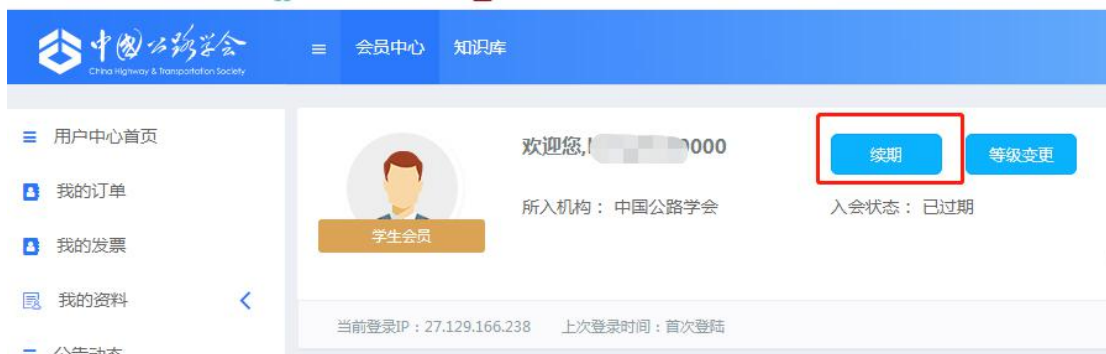 中国公路学会
China Highway & Transportation Society
会员中心 知识库
用户中心首页
我的订单
我的发票
我的资料
公告动态
欢迎您, 0000
续期 等级变更
所入机构： 中国公路学会 入会状态： 已过期
学生会员
当前登录IP：27.129.166.238 上次登录时间：首次登陆